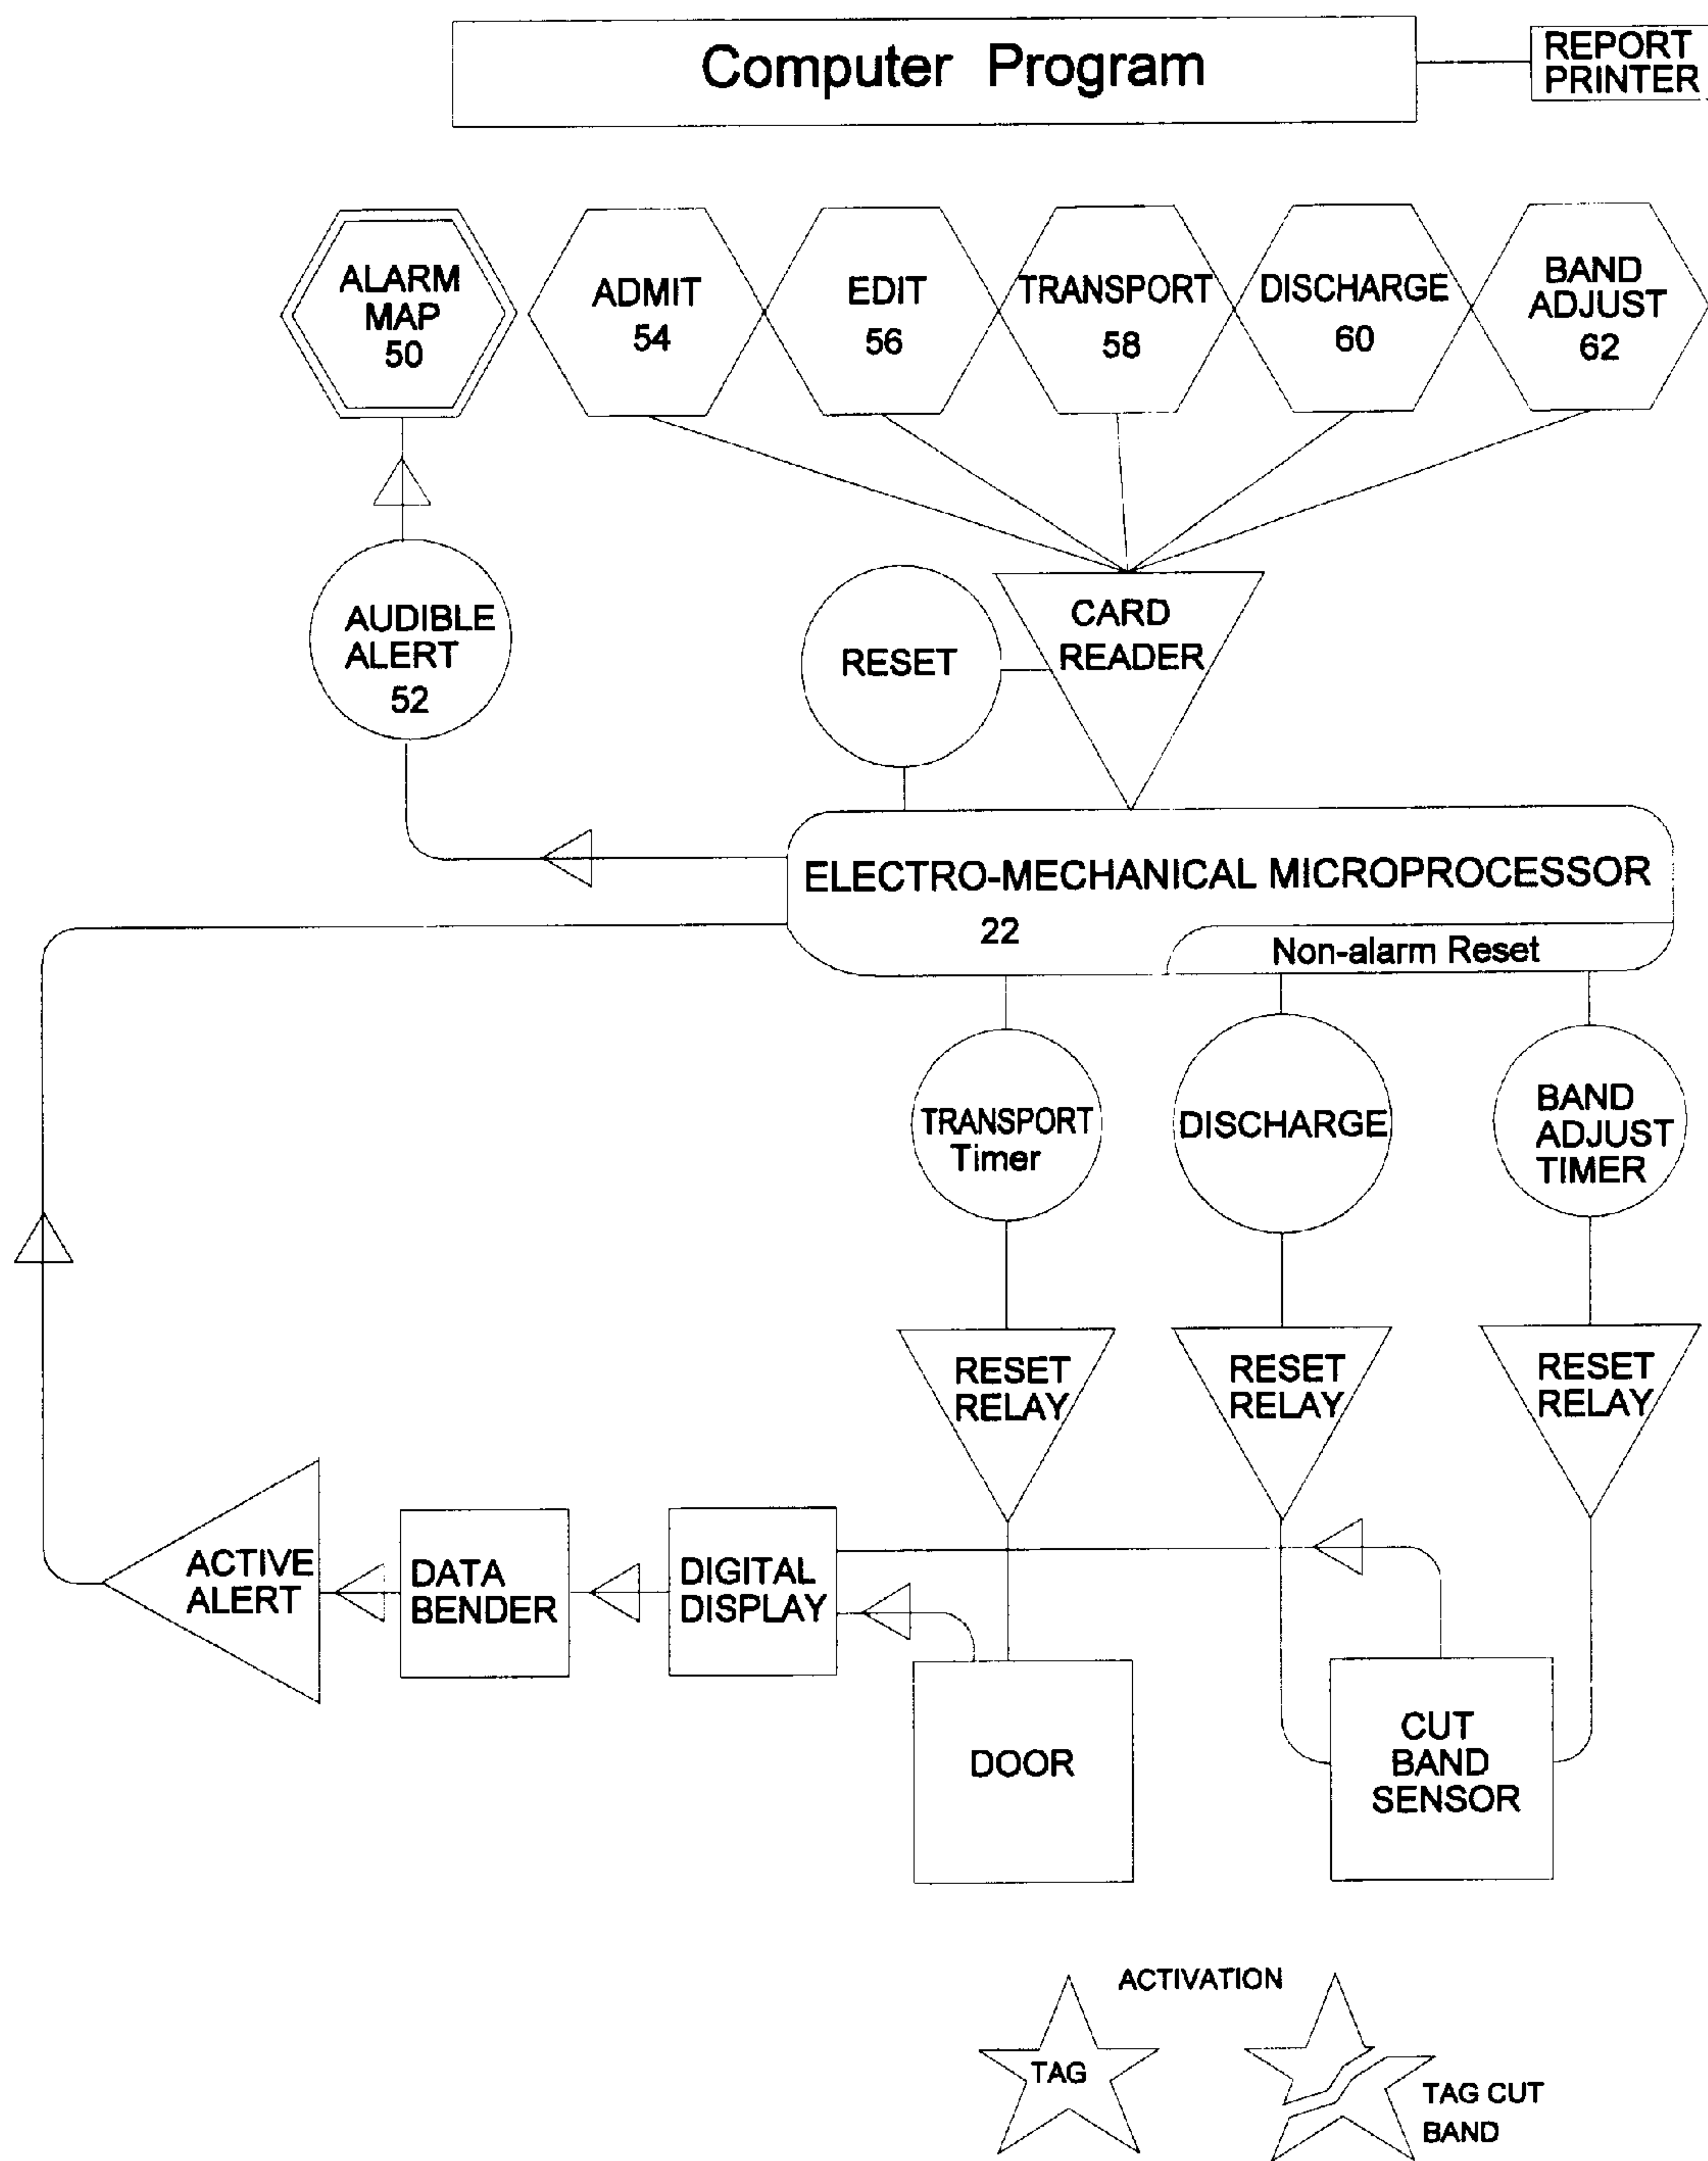 Computer Program
REPORT
PRINTER
ALARM
MAP
50
ADMIT
54
EDIT
56
TRANSPORT
58
DISCHARGE
60
BAND
ADJUST
62
AUDIBLE
ALERT
52
RESET
CARD
READER
ELECTRO-MECHANICAL MICROPROCESSOR
22
Non-alarm Reset
TRANSPORT
Timer
DISCHARGE
BAND
ADJUST
TIMER
RESET
RELAY
RESET
RELAY
RESET
RELAY
ACTIVE
ALERT
DATA
BENDER
DIGITAL
DISPLAY
DOOR
CUT
BAND
SENSOR
ACTIVATION
TAG
TAG CUT
BAND